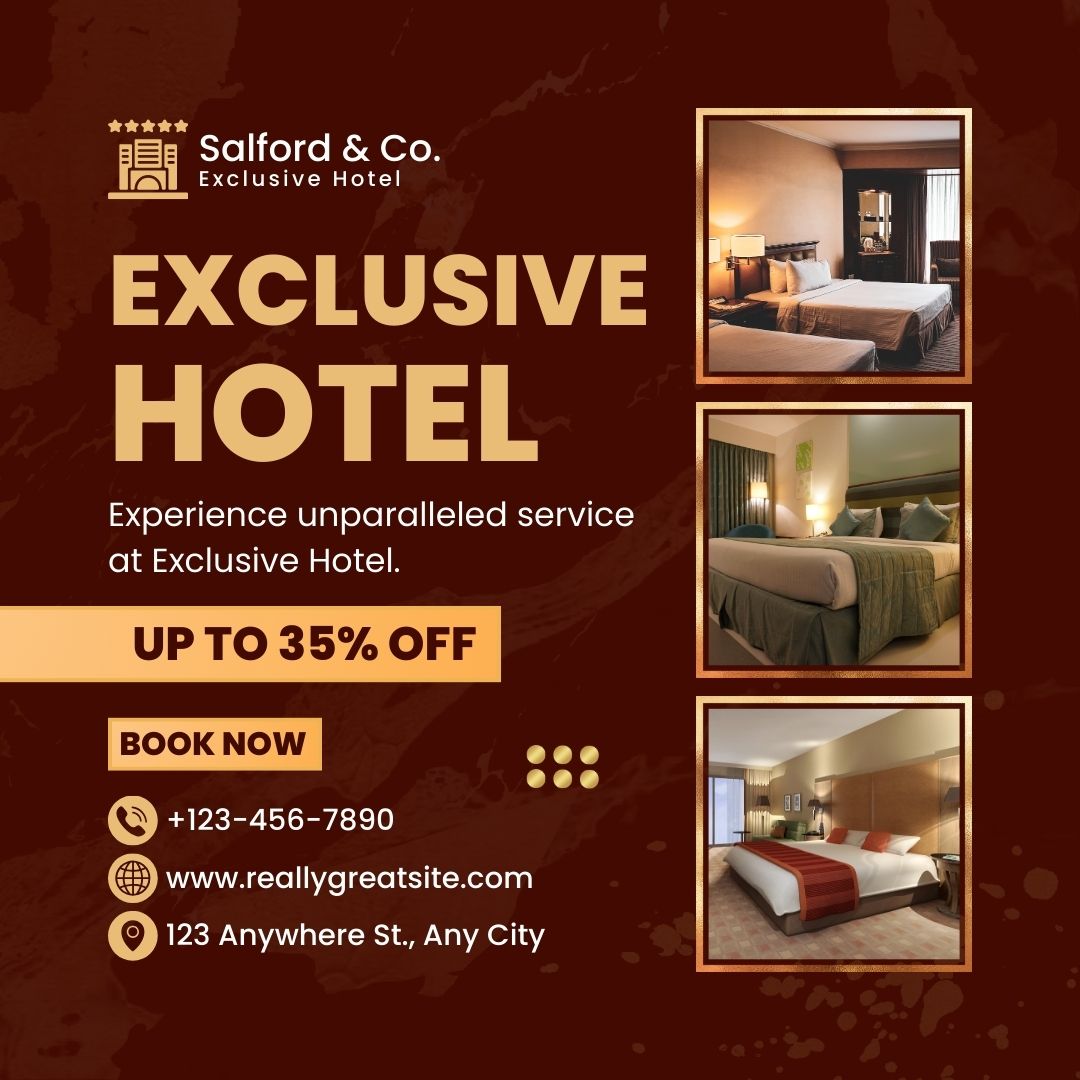 Salford & Co.
Exclusive Hotel
EXCLUSIVE
HOTEL
Experience unparalleled service
at Exclusive Hotel.
UP TO 35% OFF
BOOK NOW
+123-456-7890
www.reallygreatsite.com
123 Anywhere St., Any City